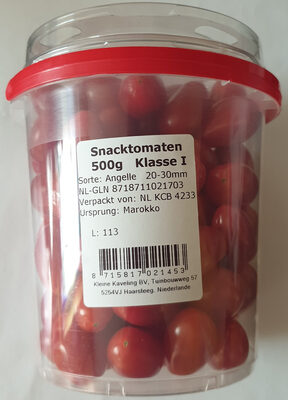 Snacktomaten
500g Klasse I
Sorte: Angelle 20-30mm
NL-GLN 8718711021703
Verpackt von: NL KCB 4233
Ursprung: Marokko
L: 113
8 715817 021453
Kleine Kaveling BV, Tuinbouwweg 57
5254VJ Haarsteeg, Niederlande